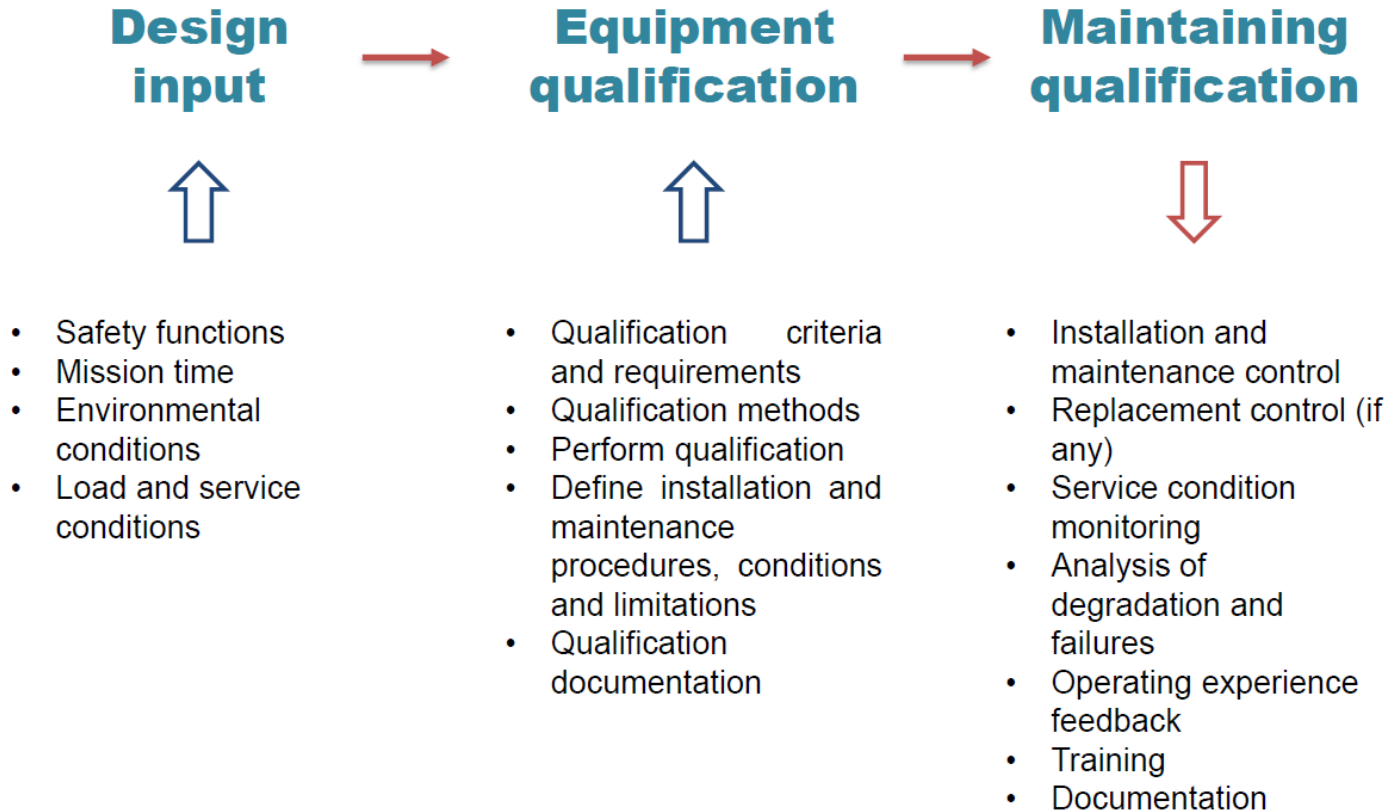 Design
input
Equipment
qualification
Maintaining
qualification
• Safety functions
• Mission time
• Environmental
conditions
• Load and service
conditions
• Qualification criteria
and requirements
• Qualification methods
• Perform qualification
• Define installation and
maintenance
procedures, conditions
and limitations
• Qualification
documentation
• Installation and
maintenance control
• Replacement control (if
any)
• Service condition
monitoring
• Analysis of
degradation and
failures
• Operating experience
feedback
• Training
• Documentation